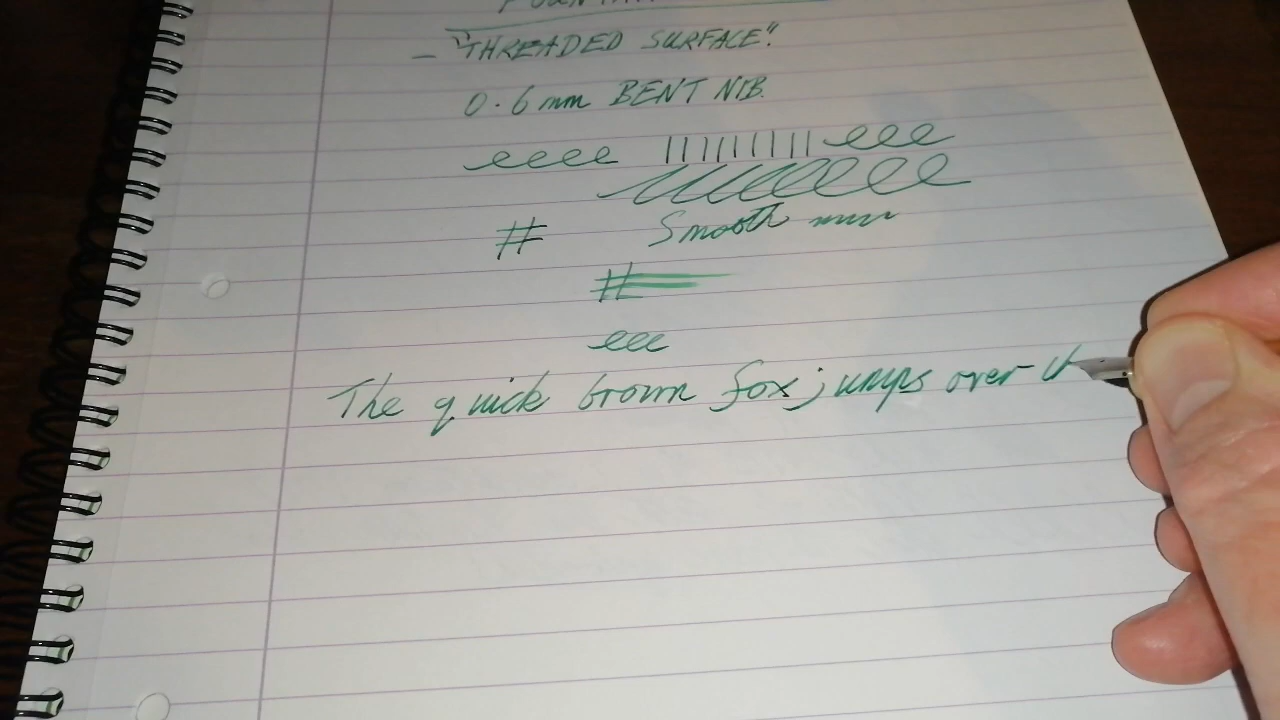 - "THREADED SURFACE".
0.6 mm BENT NIB.
eeee ||||||||| eee
#
Smooth
#
eee
The quick brown fox jumps over